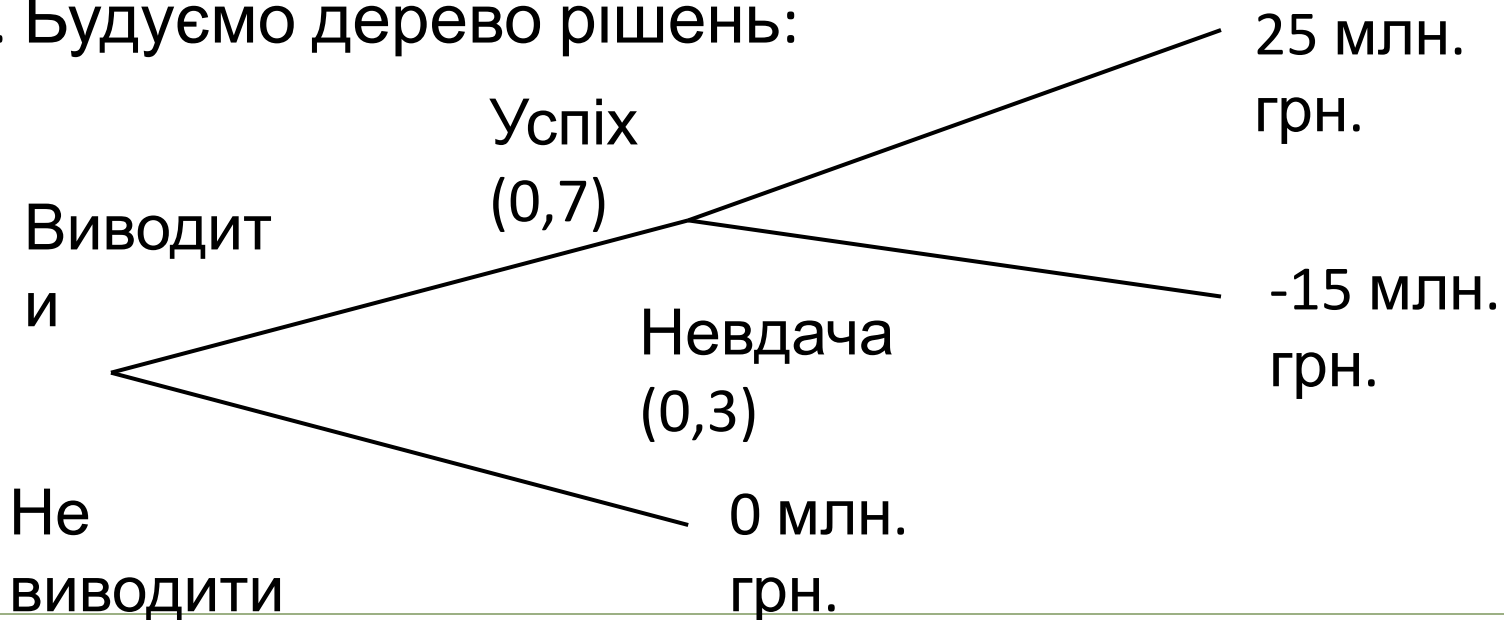 . Будуємо дерево рішень:
25 млн.
грн.
Успіх
(0,7)
Виводит
и
-15 млн.
грн.
Невдача
(0,3)
Не
виводити
0 млн.
грн.